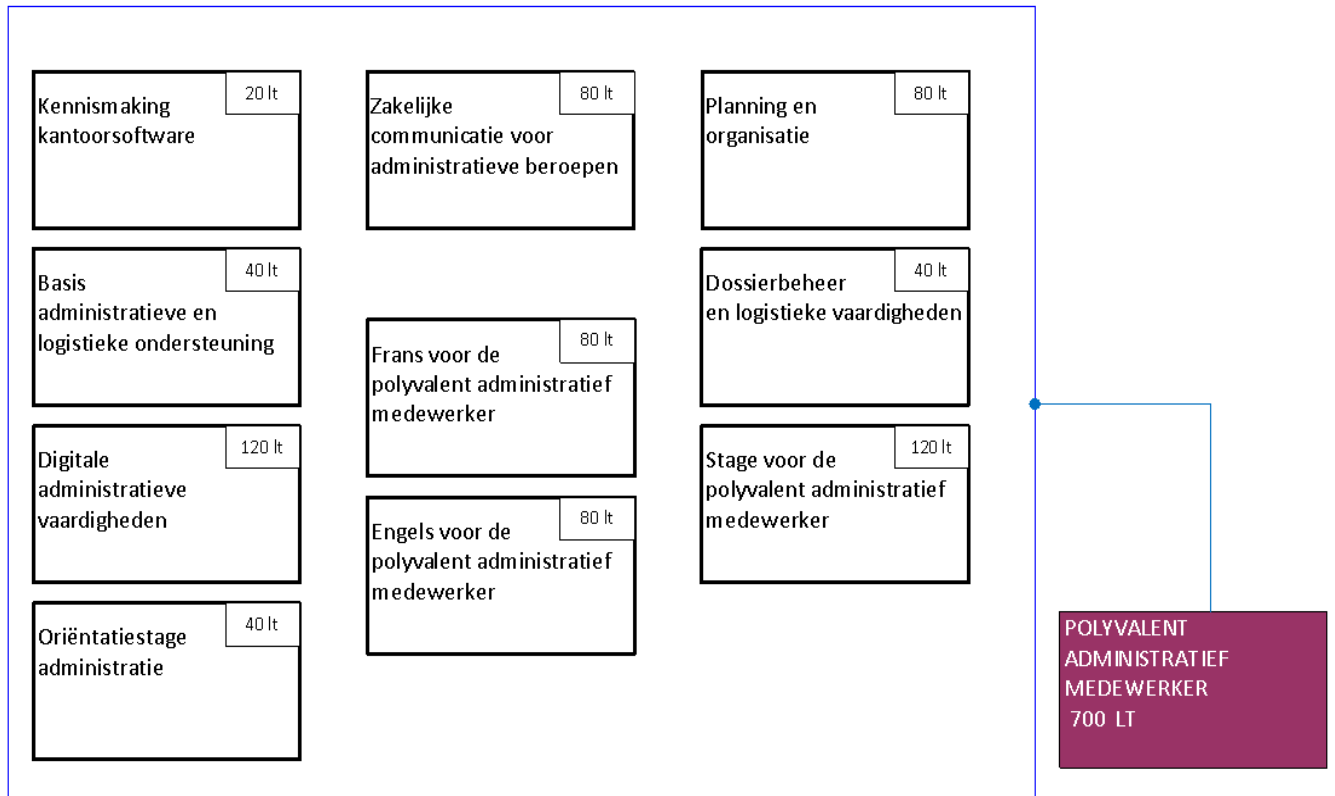 20 lt
Kennismaking
kantoorsoftware
40 lt
Basis
administratieve en
logistieke ondersteuning
120 lt
Digitale
administratieve
vaardigheden
40 lt
Oriëntatiestage
administratie
80 lt
Zakelijke
communicatie voor
administratieve beroepen
80 lt
Frans voor de
polyvalent administratief
medewerker
80 lt
Engels voor de
polyvalent administratief
medewerker
80 lt
Planning en
organisatie
40 lt
Dossierbeheer
en logistieke vaardigheden
120 lt
Stage voor de
polyvalent administratief
medewerker
POLYVALENT
ADMINISTRATIEF
MEDEWERKER
700 LT